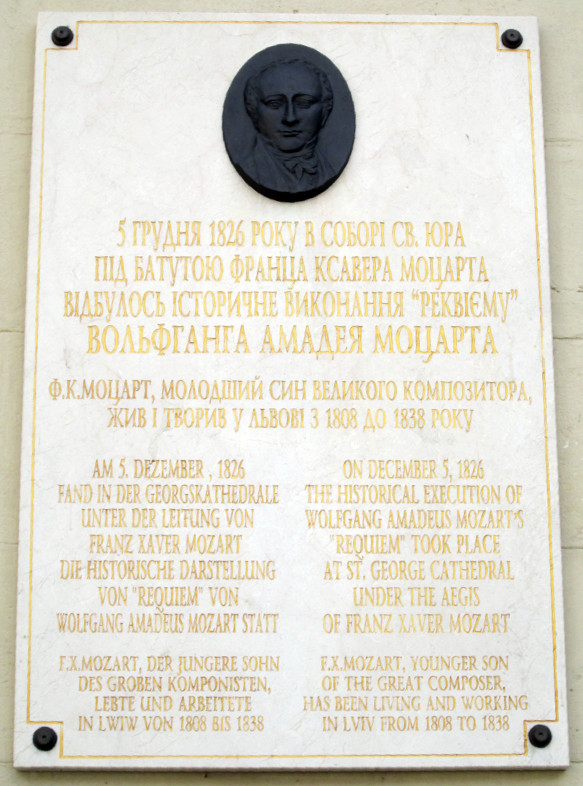 5 ГРУДНЯ 1826 РОКУ В СОБОРІ СВ. ЮРА
ПІД БАТУТОЮ ФРАНЦА КСАВЕРА МОЦАРТА
ВІДБУЛОСЬ ІСТОРИЧНЕ ВИКОНАННЯ "РЕКВІЄМУ"
ВОЛЬФГАНГА АМАДЕЯ МОЦАРТА
Ф.К.МОЦАРТ, МОЛОДШИЙ СИН ВЕЛИКОГО КОМПОЗИТОРА,
ЖИВ І ТВОРИВ У ЛЬВОВІ З 1808 ДО 1838 РОКУ
AM 5. DEZEMBER , 1826
FAND IN DER GEORGSKATHEDRALE
UNTER DER LEITUNG VON
FRANZ XAVER MOZART
DIE HISTORISCHE DARSTELLUNG
VON "REQUIEM" VON
WOLFGANG AMADEUS MOZART STATT
F.X.MOZART, DER JUNGERE SOHN
DES GROBEN KOMPONISTEN,
LEBTE UND ARBEITETE
IN LWIW VON 1808 BIS 1838
ON DECEMBER 5, 1826
THE HISTORICAL EXECUTION OF
WOLFGANG AMADEUS MOZART'S
"REQUIEM" TOOK PLACE
AT ST. GEORGE CATHEDRAL
UNDER THE AEGIS
OF FRANZ XAVER MOZART
F.X.MOZART, YOUNGER SON
OF THE GREAT COMPOSER,
HAS BEEN LIVING AND WORKING
IN LVIV FROM 1808 TO 1838